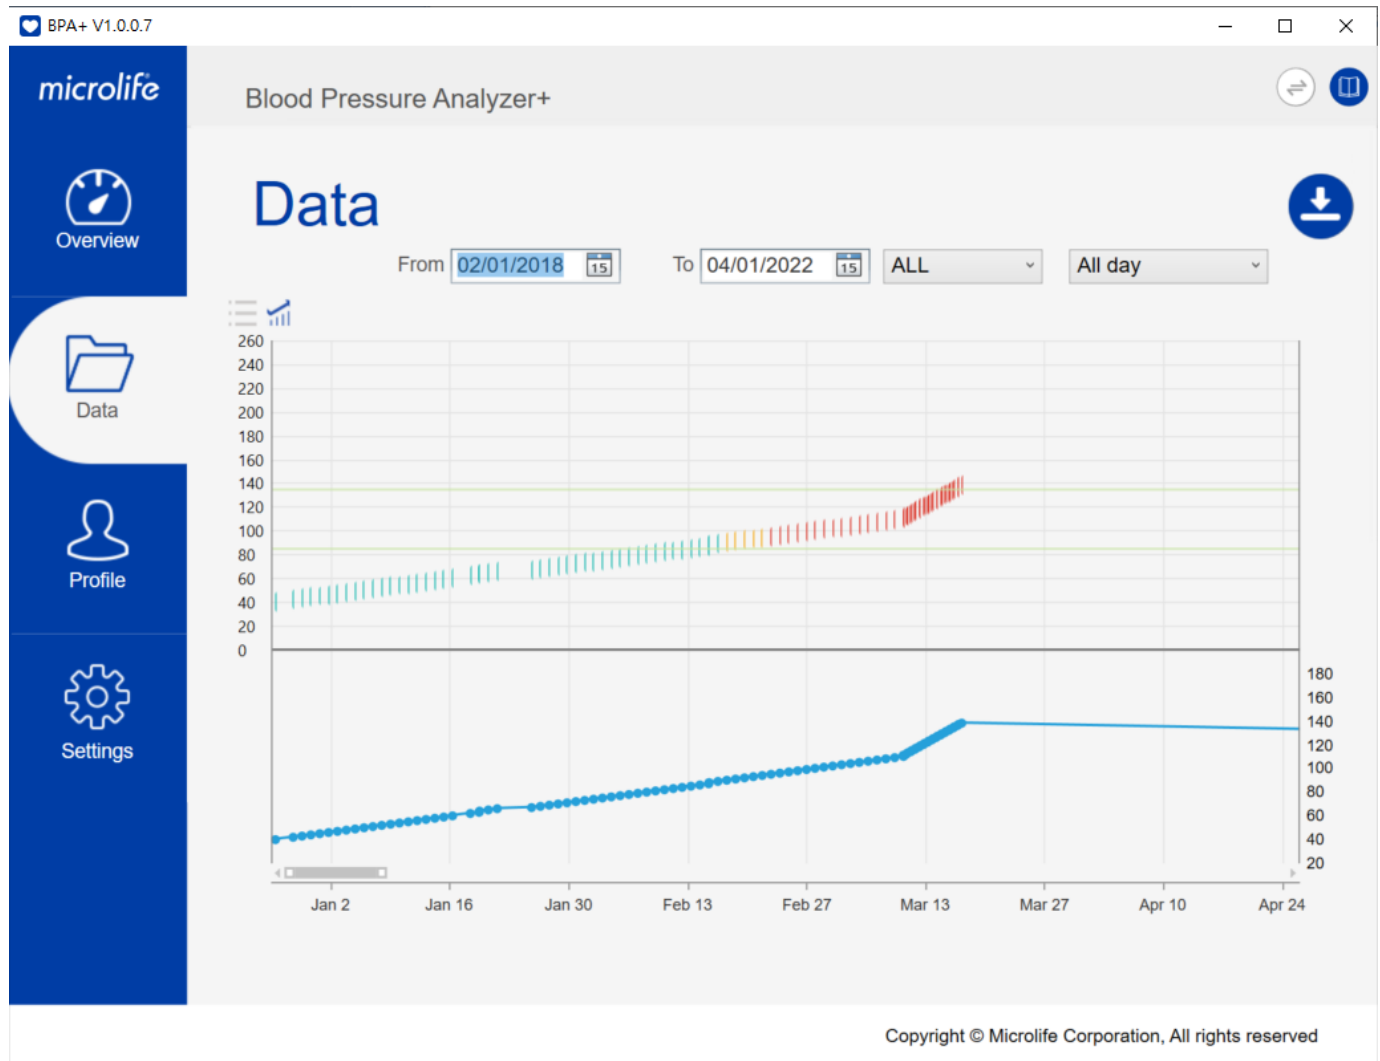 BPA+ V1.0.0.7
microlife
Blood Pressure Analyzer+
Overview
Data
Profile
Settings
Data
From 02/01/2018 15 To 04/01/2022 15 ALL All day
260
240
220
200
180
160
140
120
100
80
60
40
20
0
180
160
140
120
100
80
60
40
20
Jan 2 Jan 16 Jan 30 Feb 13 Feb 27 Mar 13 Mar 27 Apr 10 Apr 24
Copyright © Microlife Corporation, All rights reserved